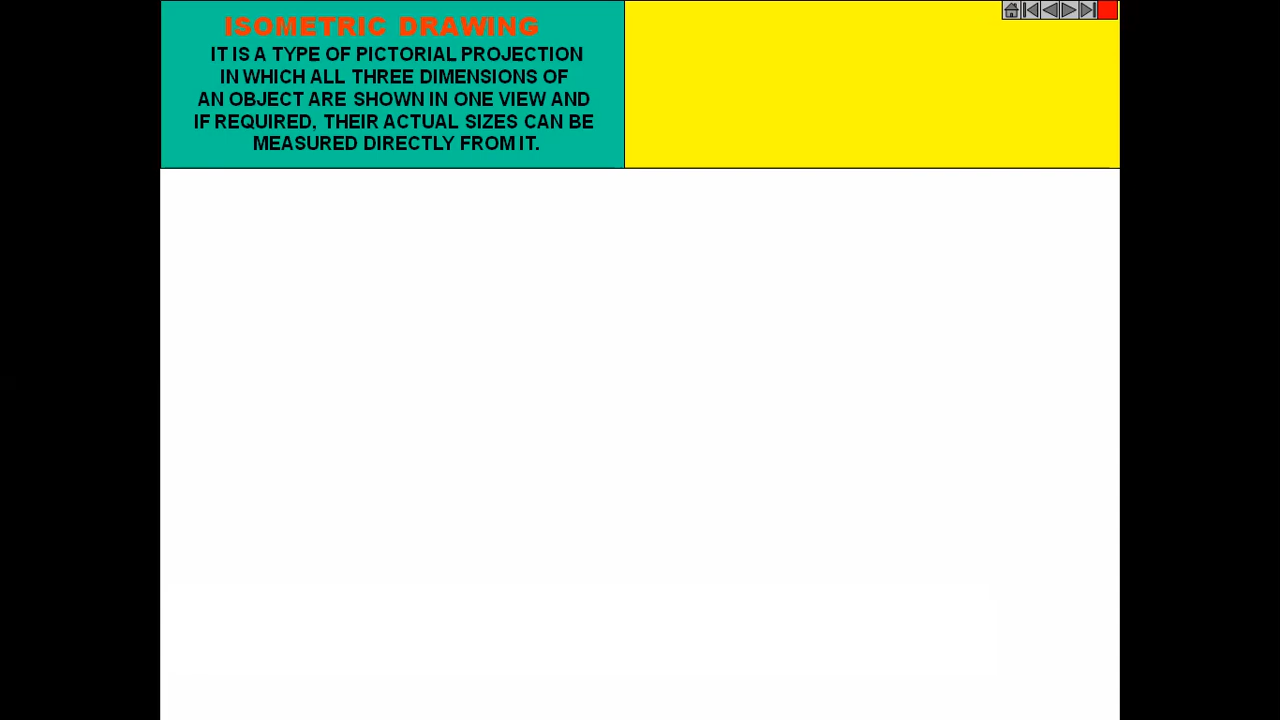 ISOMETRIC DRAWING
IT IS A TYPE OF PICTORIAL PROJECTION
IN WHICH ALL THREE DIMENSIONS OF
AN OBJECT ARE SHOWN IN ONE VIEW AND
IF REQUIRED, THEIR ACTUAL SIZES CAN BE
MEASURED DIRECTLY FROM IT.